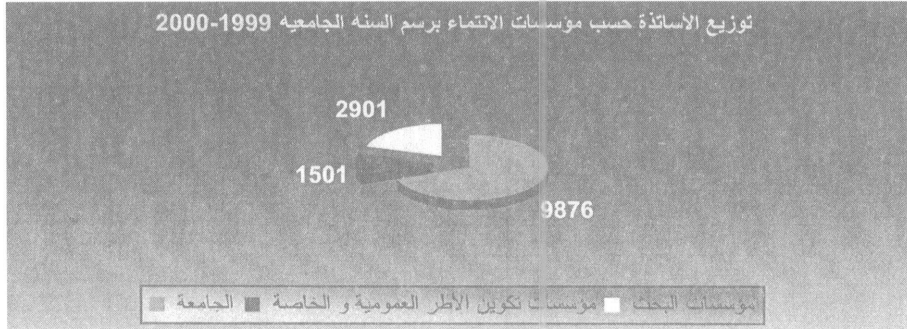 توزيع الأساتذة حسب مؤسسات الانتماء برسم السنه الجامعيه 1999-2000
2901
1501
9876
مؤسسات البحث مؤسسات تكوين الأطر العمومية و الخاصة الجامعة